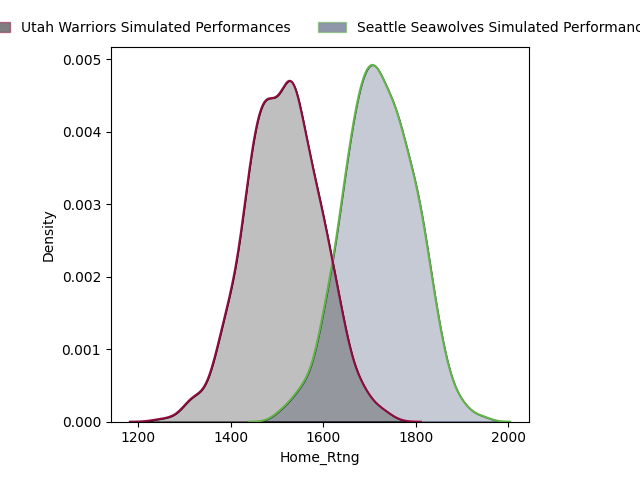 Utah Warriors Simulated Performances
Seattle Seawolves Simulated Performanc
0.005
0.004
0.003
0.002
0.001
0.000
Density
1200 1400 1600 1800 2000
Home_Rtng